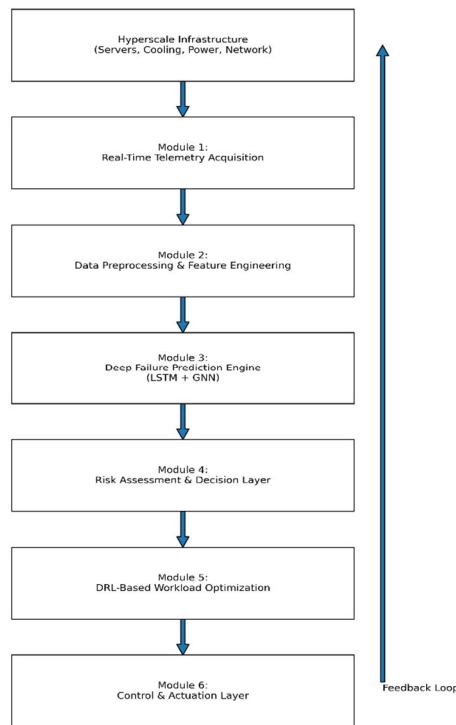 Hyperscale Infrastructure
(Servers, Cooling, Power, Network)
Module 1:
Real-Time Telemetry Acquisition
Module 2:
Data Preprocessing & Feature Engineering
Module 3:
Deep Failure Prediction Engine
(LSTM + GNN)
Module 4:
Risk Assessment & Decision Layer
Module 5:
DRL-Based Workload Optimization
Module 6:
Control & Actuation Layer
Feedback Loop